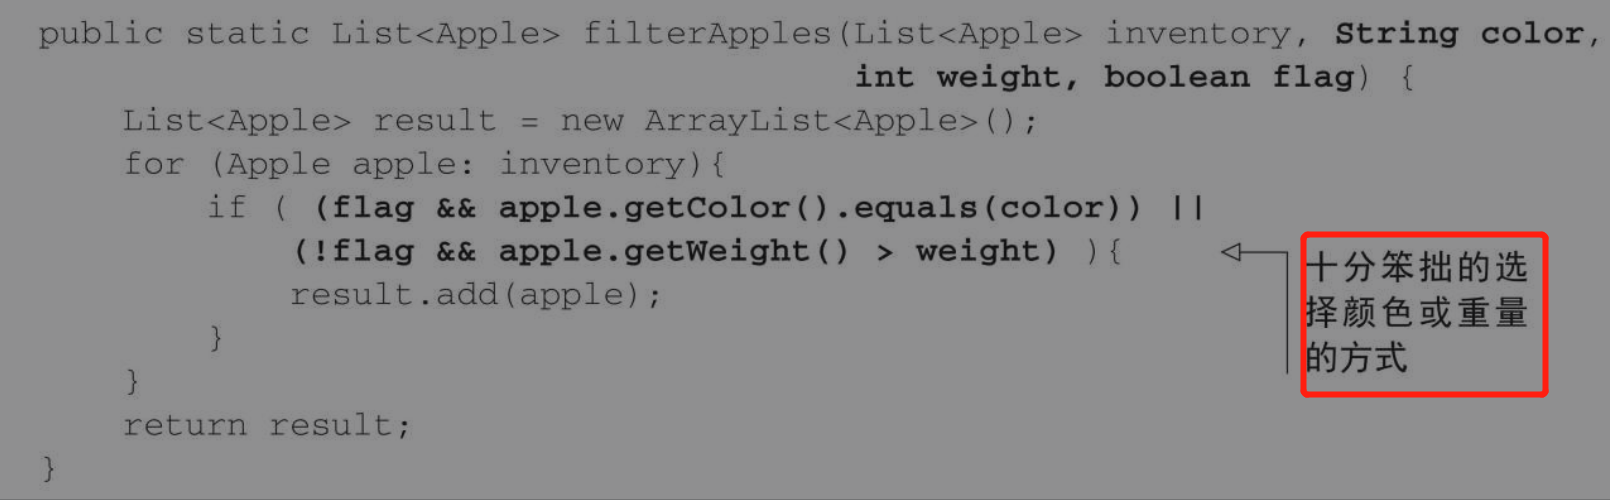 public static List<Apple> filterApples(List<Apple> inventory, String color,
int weight, boolean flag) {
List<Apple> result = new ArrayList<Apple>();
for (Apple apple: inventory){
if ( (flag && apple.getColor().equals(color)) ||
(!flag && apple.getWeight() > weight) ){
result.add(apple);
}
}
return result;
}
十分笨拙的选
择颜色或重量
的方式